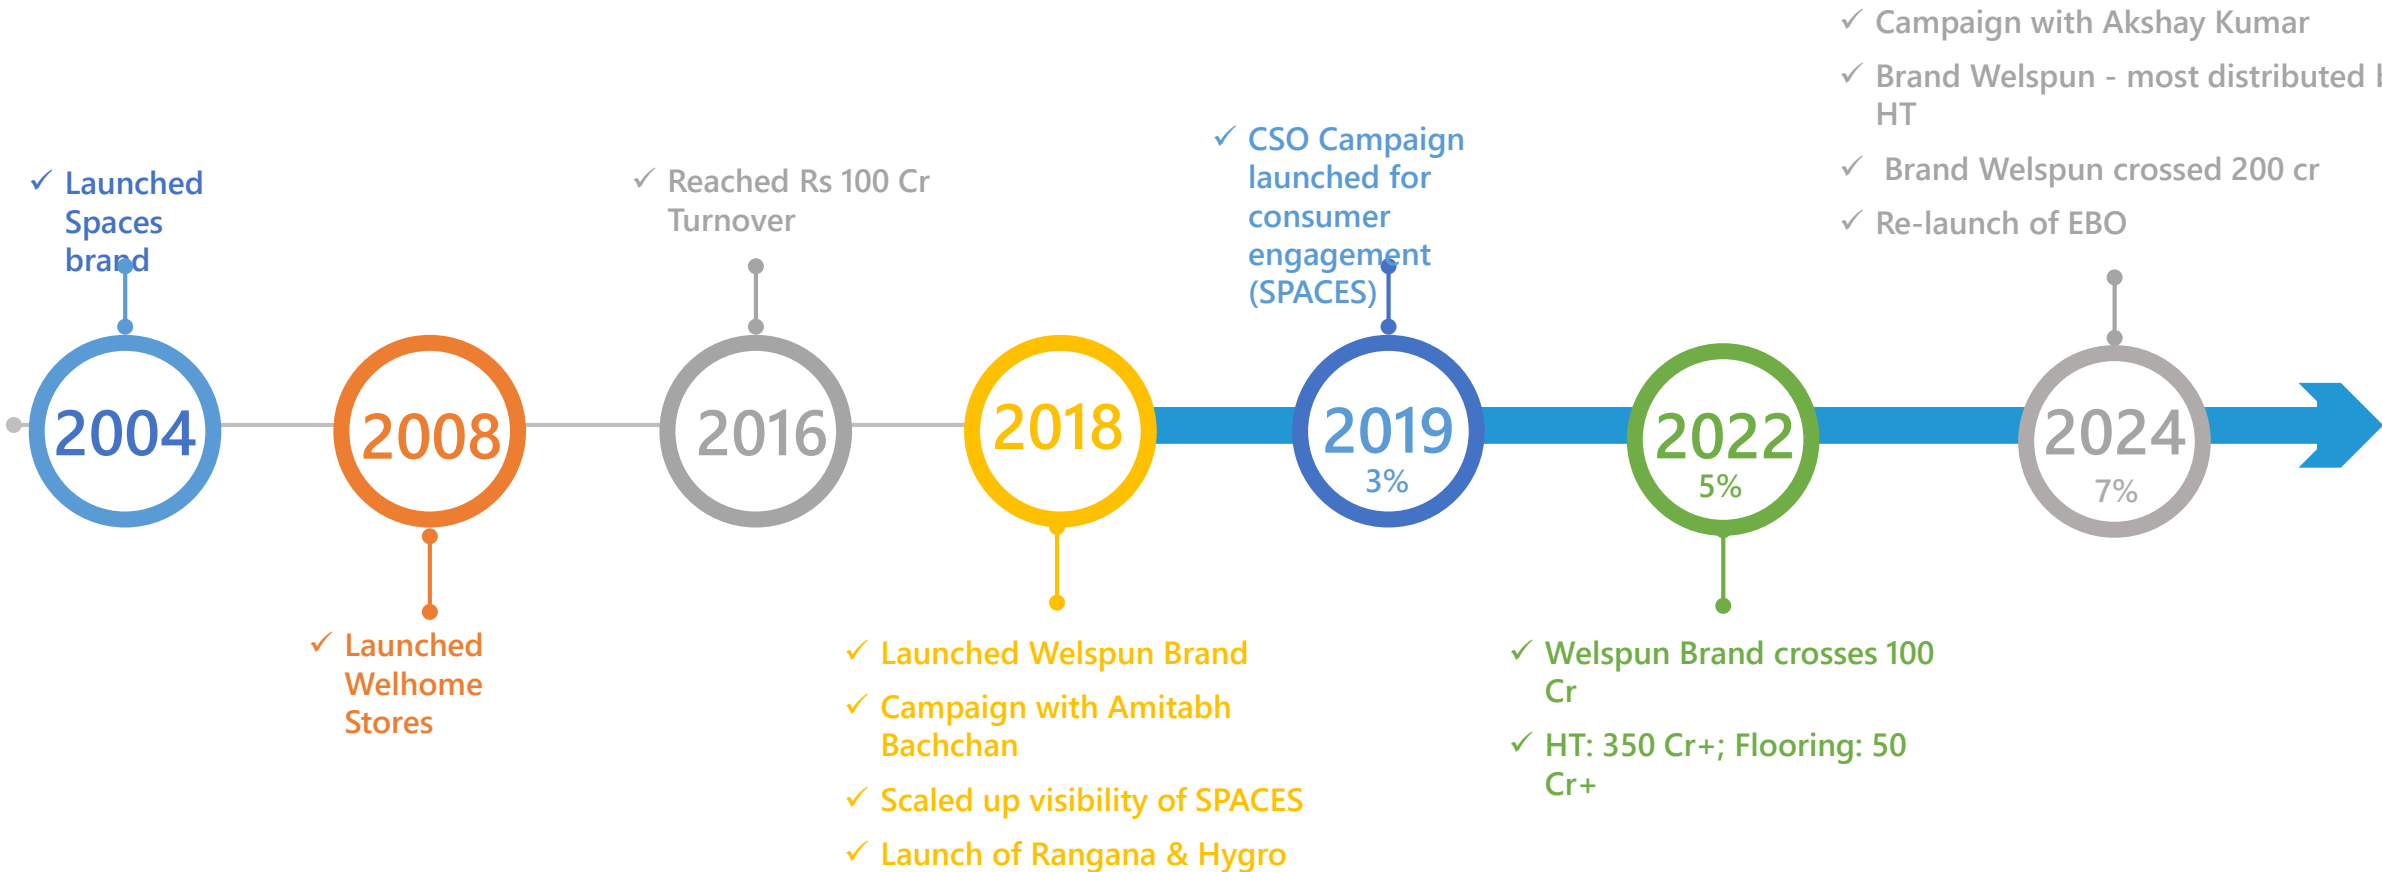 ✓ Launched
Spaces
brand
2004
2008
✓ Launched
Welhome
Stores
✓ Reached Rs 100 Cr
Turnover
2016
2018
✓ Launched Welspun Brand
✓ Campaign with Amitabh
Bachchan
✓ Scaled up visibility of SPACES
✓ Launch of Rangana & Hygro
✓ CSO Campaign
launched for
consumer
engagement
(SPACES)
2019
3%
2022
5%
✓ Welspun Brand crosses 100
Cr
✓ HT: 350 Cr+; Flooring: 50
Cr+
✓ Campaign with Akshay Kumar
✓ Brand Welspun - most distributed
HT
✓ Brand Welspun crossed 200 cr
✓ Re-launch of EBO
2024
7%